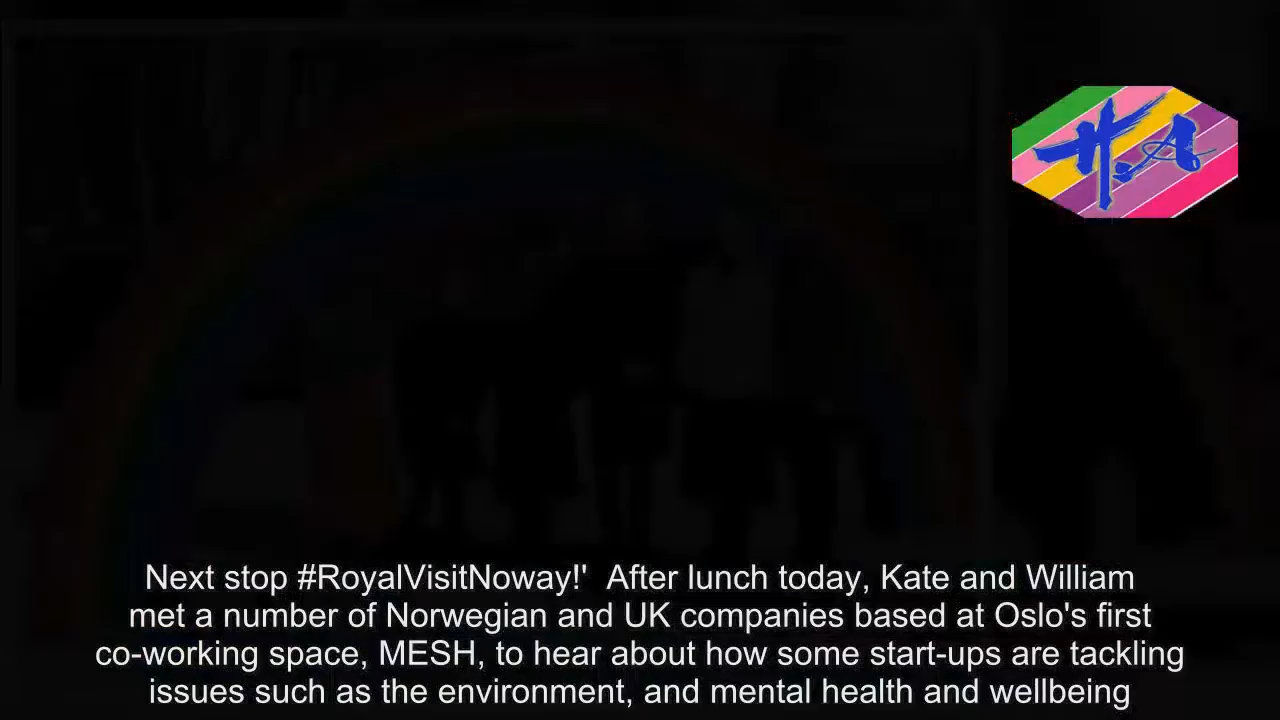 H.A
Next stop #RoyalVisitNoway!' After lunch today, Kate and William
met a number of Norwegian and UK companies based at Oslo's first
co-working space, MESH, to hear about how some start-ups are tackling
issues such as the environment, and mental health and wellbeing